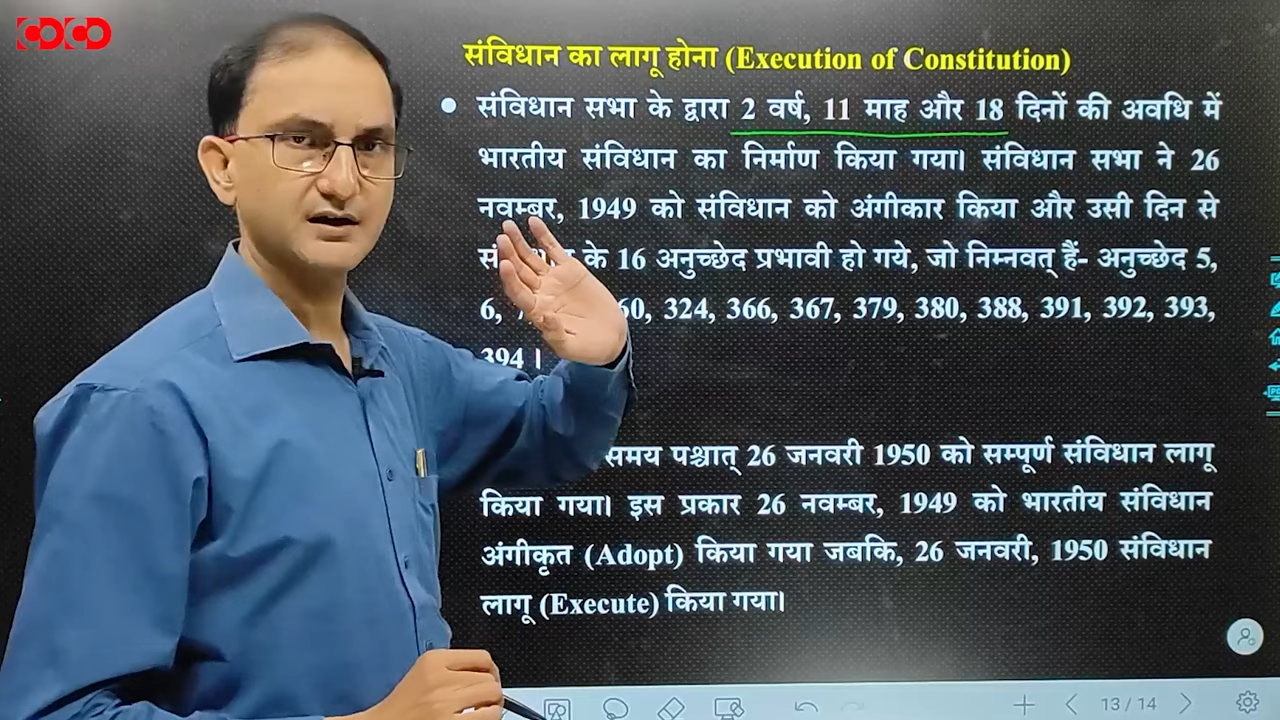 COCO
संविधान का लागू होना (Execution of Constitution)
• संविधान सभा के द्वारा 2 वर्ष, 11 माह और 18 दिनों की अवधि में
भारतीय संविधान का निर्माण किया गया। संविधान सभा ने 26
नवम्बर, 1949 को संविधान को अंगीकार किया और उसी दिन से
के 16 अनुच्छेद प्रभावी हो गये, जो निम्नवत् हैं- अनुच्छेद 5,
6, 324, 366, 367, 379, 380, 388, 391, 392, 393,
394 ।
समय पश्चात् 26 जनवरी 1950 को सम्पूर्ण संविधान लागू
किया गया। इस प्रकार 26 नवम्बर, 1949 को भारतीय संविधान
अंगीकृत (Adopt) किया गया जबकि, 26 जनवरी, 1950 संविधान
लागू (Execute) किया गया।
13 / 14